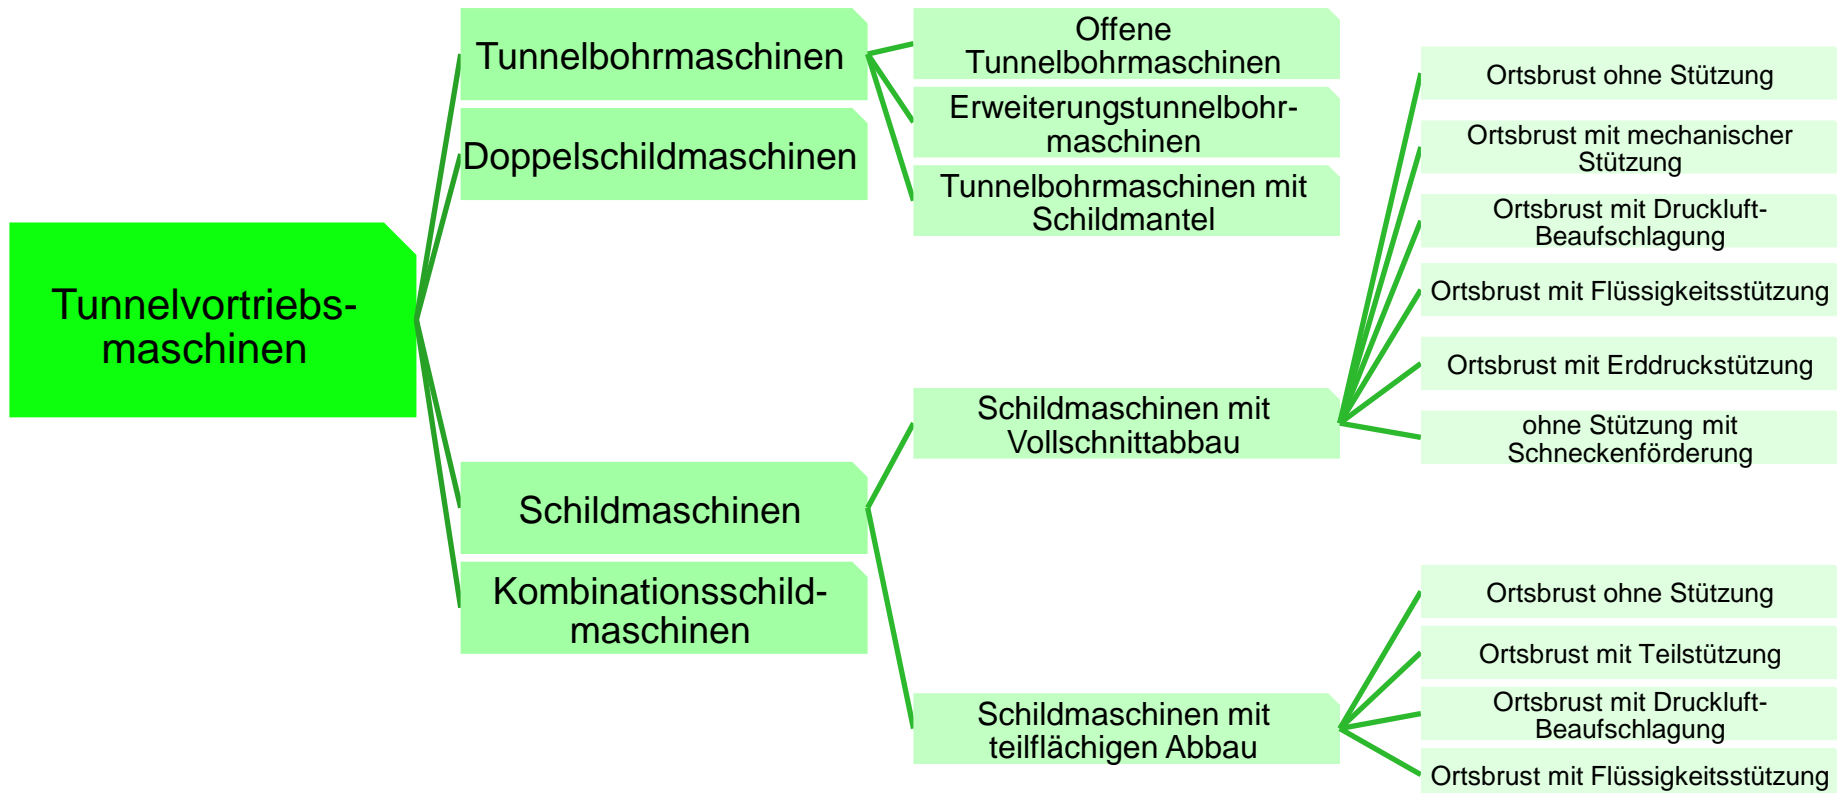 Tunnelvortriebs-
maschinen
Tunnelbohrmaschinen
Offene
Tunnelbohrmaschinen
Erweiterungstunnelbohr-
maschinen
Tunnelbohrmaschinen mit
Schildmantel
Doppelschildmaschinen
Schildmaschinen
Schildmaschinen mit
Vollschnittabbau
Ortsbrust ohne Stützung
Ortsbrust mit mechanischer
Stützung
Ortsbrust mit Druckluft-
Beaufschlagung
Ortsbrust mit Flüssigkeitsstützung
Ortsbrust mit Erddruckstützung
ohne Stützung mit
Schneckenförderung
Schildmaschinen mit
teilflächigen Abbau
Ortsbrust ohne Stützung
Ortsbrust mit Teilstützung
Ortsbrust mit Druckluft-
Beaufschlagung
Ortsbrust mit Flüssigkeitsstützung
Kombinationsschild-
maschinen